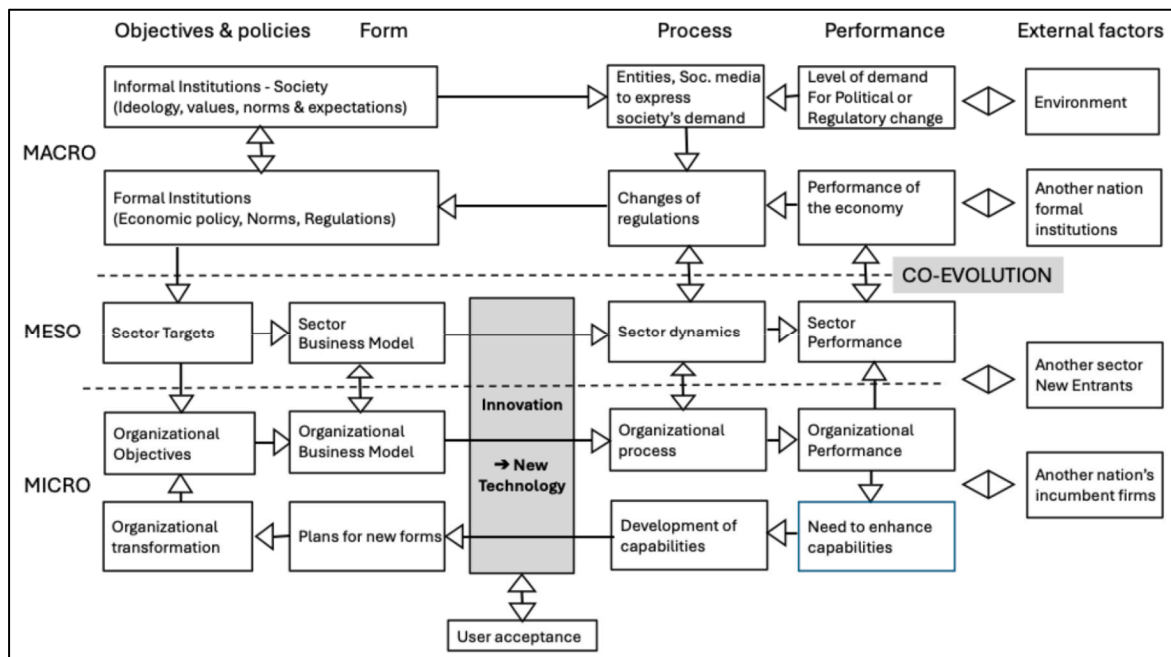 Objectives & policies
Form
Process
Performance
External factors
MACRO
Informal Institutions - Society
(Ideology, values, norms & expectations)
Entities, Soc. media
to express
society's demand
Level of demand
For Political or
Regulatory change
Environment
Formal Institutions
(Economic policy, Norms, Regulations)
Changes of
regulations
Performance of
the economy
Another nation
formal
institutions
CO-EVOLUTION
MESO
Sector Targets
Sector
Business Model
Sector dynamics
Sector
Performance
Another sector
New Entrants
Innovation
➔ New
Technology
MICRO
Organizational
Objectives
Organizational
Business Model
Organizational
process
Organizational
Performance
Another nation's
incumbent firms
Organizational
transformation
Plans for new forms
Development of
capabilities
Need to enhance
capabilities
User acceptance